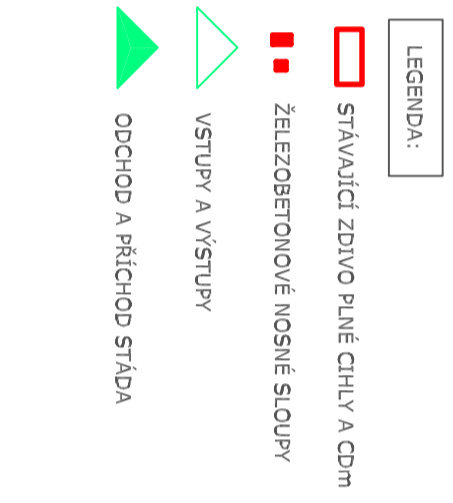 LEGENDA:
STÁVAJÍCÍ ZDIVO PLNÉ CIHLY A CDm
ŽELEZOBETONOVÉ NOSNÉ SLOUPY
VSTUPY A VÝSTUPY
ODCHOD A PŘÍCHOD STÁDA